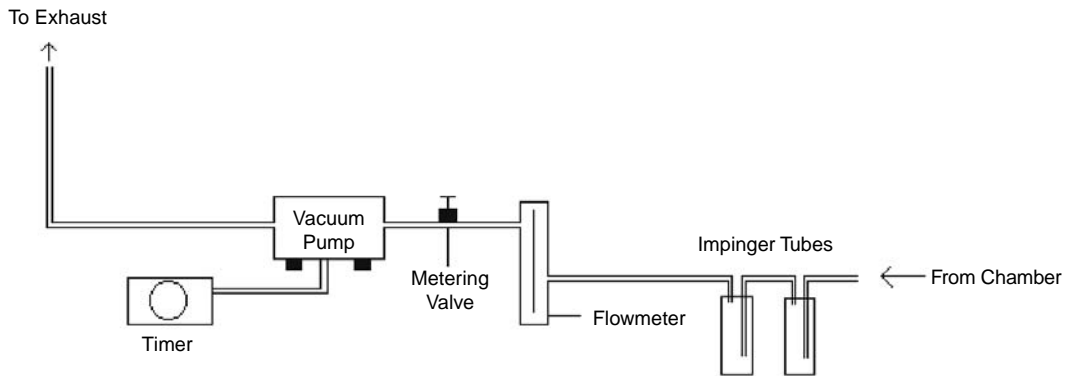 To Exhaust
Vacuum
Pump
Impinger Tubes
Metering
Valve
From Chamber
Flowmeter
Timer